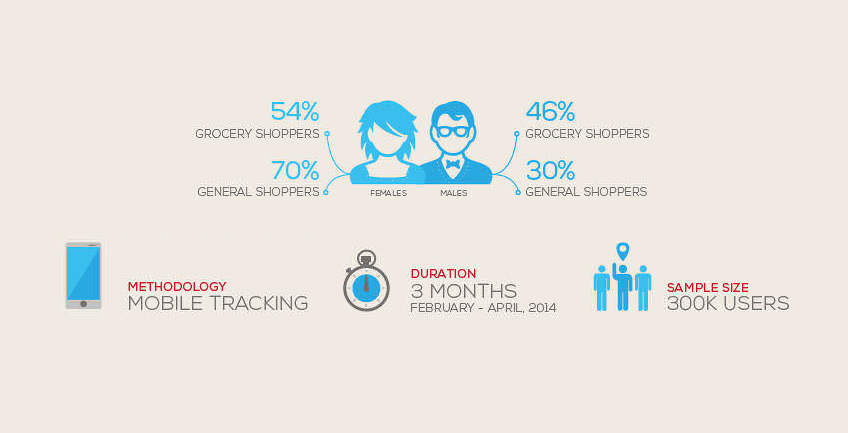 54%
GROCERY SHOPPERS
70%
GENERAL SHOPPERS
FEMALES
MALES
46%
GROCERY SHOPPERS
30%
GENERAL SHOPPERS
METHODOLOGY
MOBILE TRACKING
DURATION
3 MONTHS
FEBRUARY - APRIL, 2014
SAMPLE SIZE
300K USERS